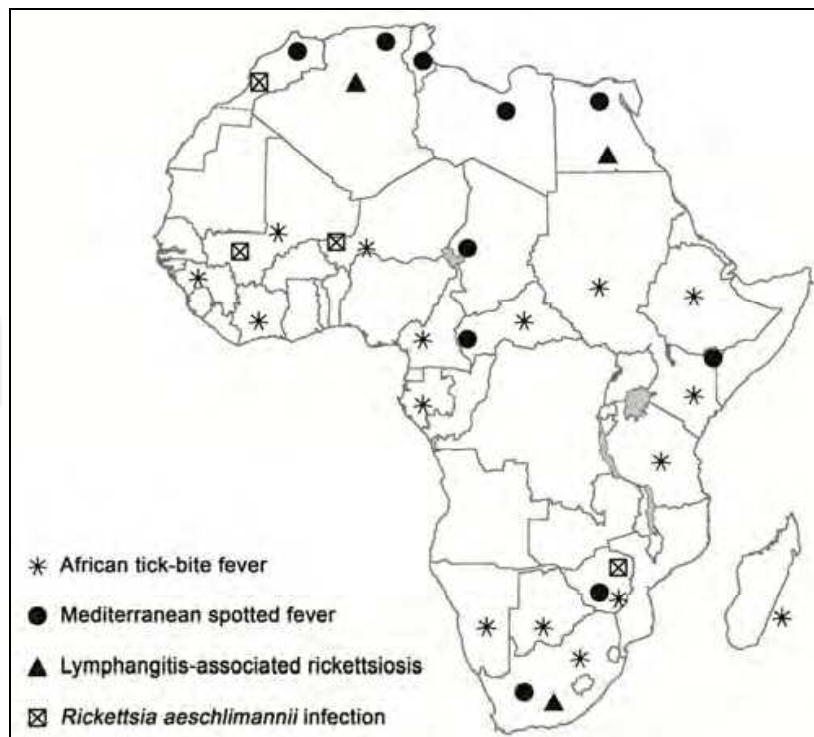 African tick-bite fever
Mediterranean spotted fever
Lymphangitis-associated rickettsiosis
Rickettsia aeschlimannii infection